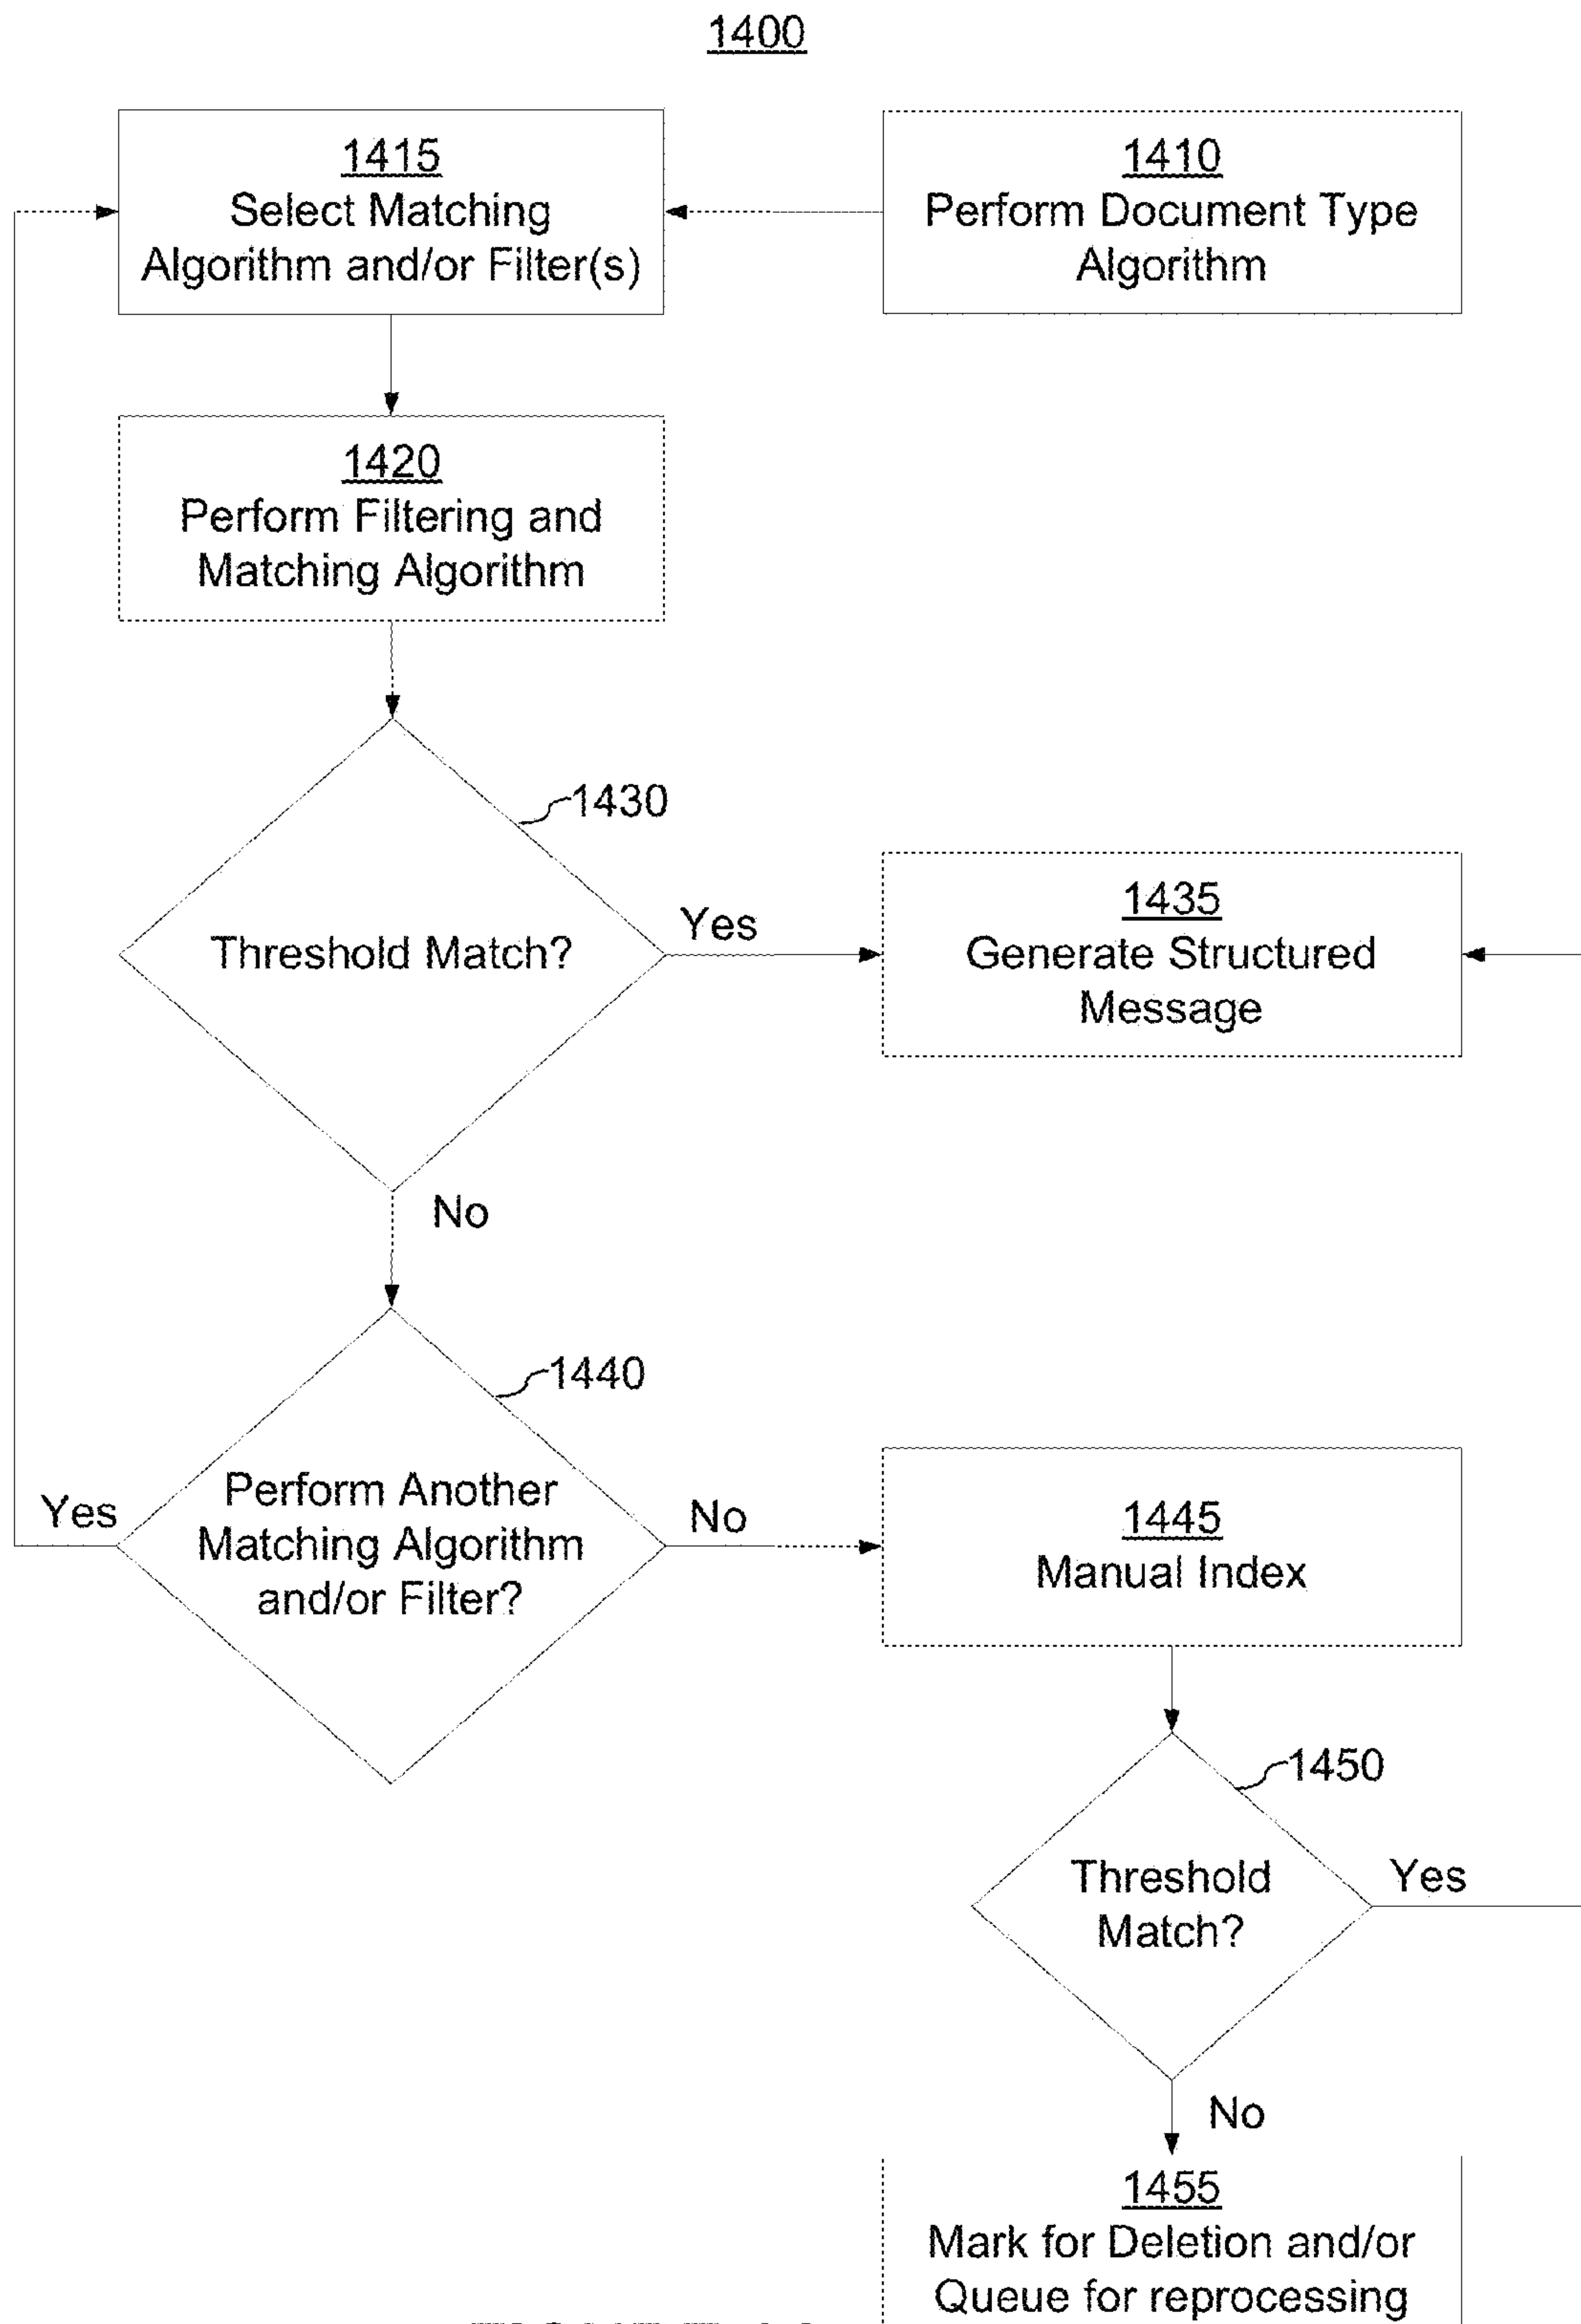 1400
1415
Select Matching
Algorithm and/or Filter(s)
1410
Perform Document Type
Algorithm
1420
Perform Filtering and
Matching Algorithm
1430
Threshold Match?
Yes
1435
Generate Structured
Message
No
1440
Perform Another
Matching Algorithm
and/or Filter?
Yes
No
1445
Manual Index
1450
Threshold
Match?
Yes
No
1455
Mark for Deletion and/or
Queue for reprocessing